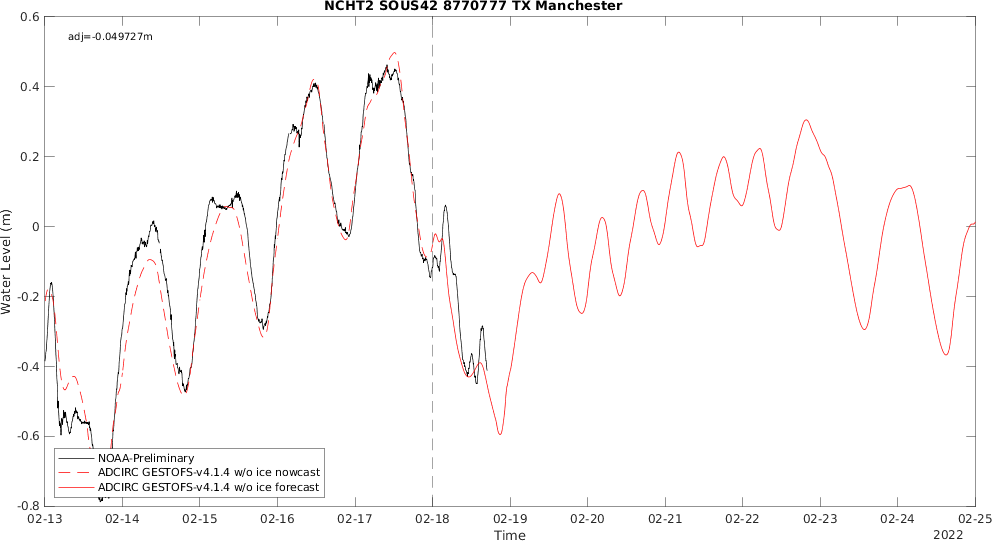 NCHT2 SOUS42 8770777 TX Manchester
adj=-0.049727m
0.6
0.4
0.2
0
-0.2
-0.4
-0.6
-0.8
Water Level (m)
NOAA-Preliminary
ADCIRC GESTOFS-v4.1.4 w/o ice nowcast
ADCIRC GESTOFS-v4.1.4 w/o ice forecast
02-13 02-14 02-15 02-16 02-17 02-18 02-19 02-20 02-21 02-22 02-23 02-24 02-25
Time
2022